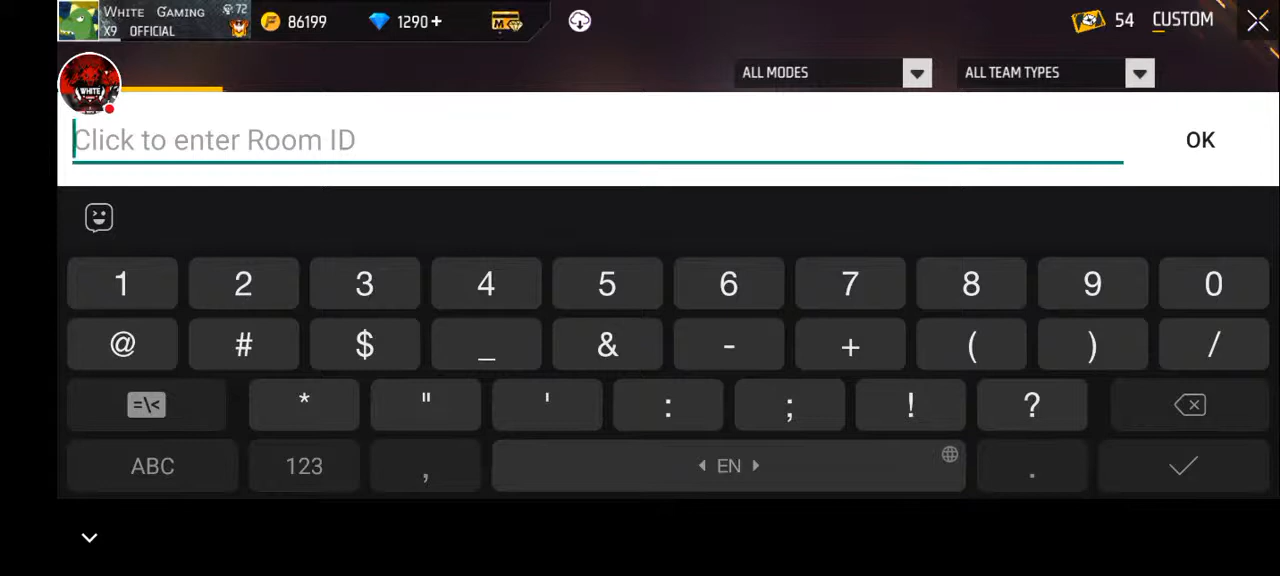 WHITE GAMING 72
X9 OFFICIAL
86199
1290 +
54
CUSTOM
ALL MODES
ALL TEAM TYPES
WHITE
Click to enter Room ID
OK
1 2 3 4 5 6 7 8 9 0
@ # $ _ & - + ( ) /
=\< * " ' : ; ! ?
ABC 123 , EN .